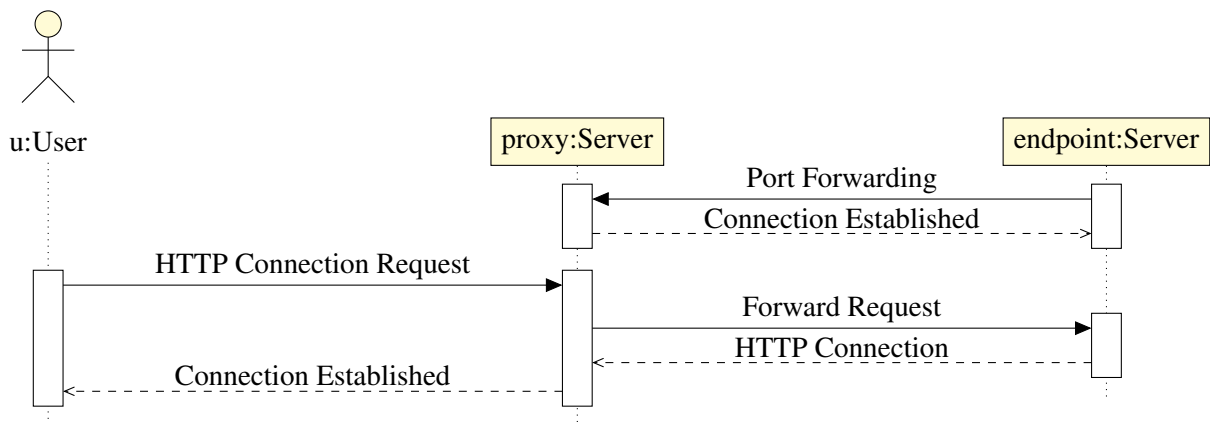 u:User
proxy:Server
endpoint:Server
Port Forwarding
Connection Established
HTTP Connection Request
Forward Request
HTTP Connection
Connection Established